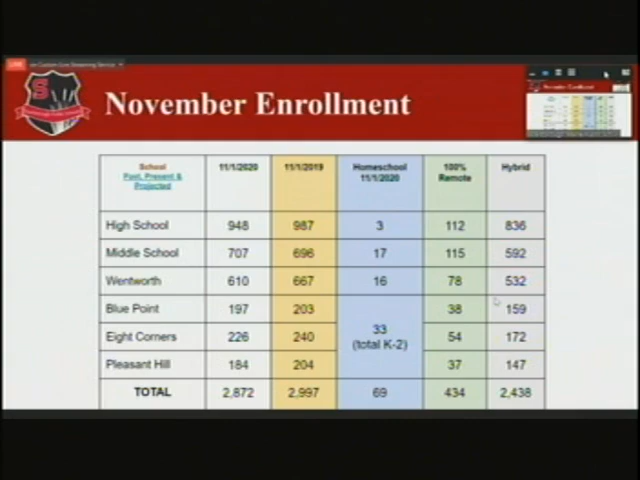 LIVE
November Enrollment
School 11/1/2020 11/1/2019 Homeschool 100% Hybrid
Past, Present & 11/1/2020 Remote
Projected
High School 948 987 3 112 836
Middle School 707 696 17 115 592
Wentworth 610 667 16 78 532
Blue Point 197 203 38 159
Eight Corners 226 240 33 (total K-2) 54 172
Pleasant Hill 184 204 37 147
TOTAL 2,872 2,997 69 434 2,438